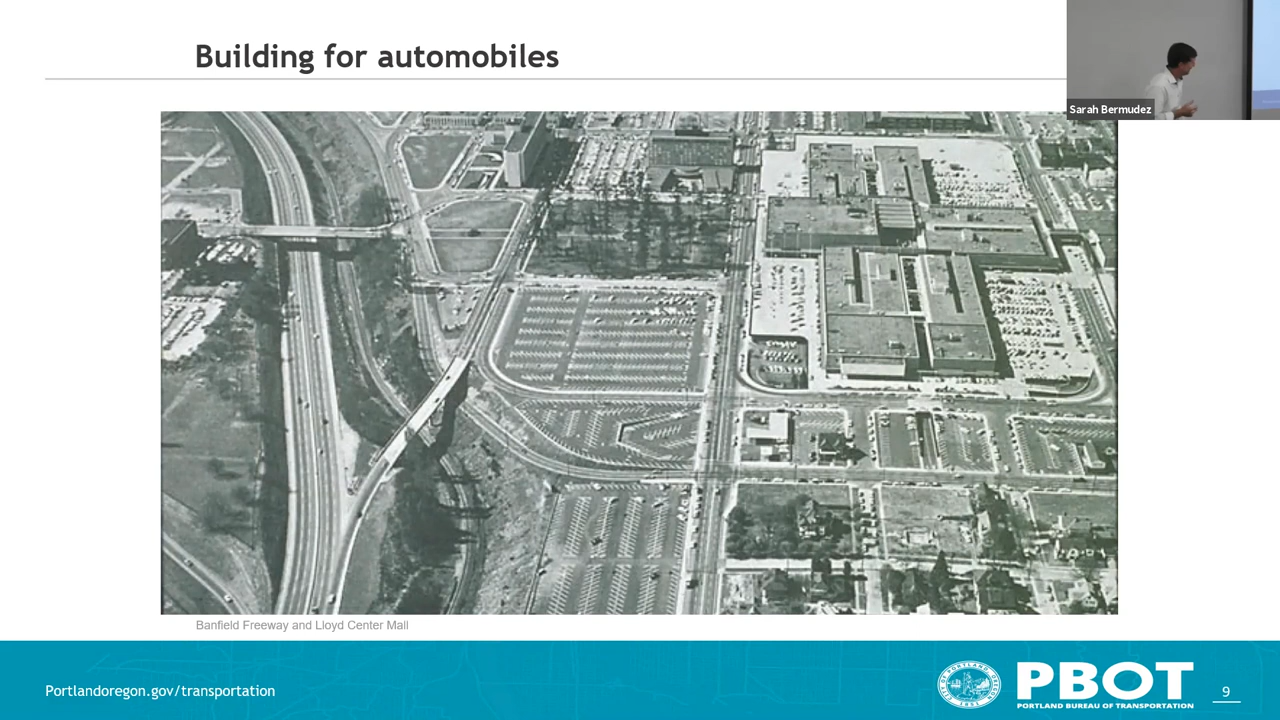 Building for automobiles
Sarah Bermudez
Banfield Freeway and Lloyd Center Mall
Portlandoregon.gov/transportation
PBOT
PORTLAND BUREAU OF TRANSPORTATION
9